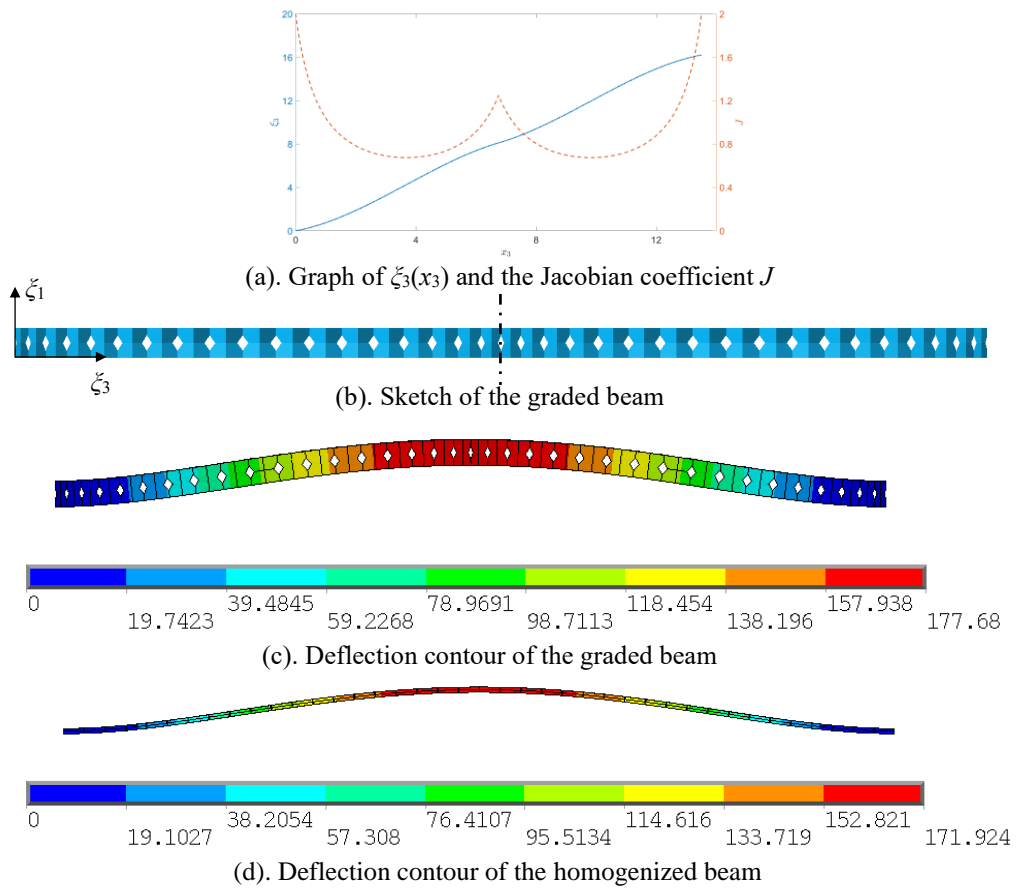 20
16
12
8
4
0
ξ₃
2
1.6
1.2
0.8
0.4
0
J
0 4 8 12
x₃
(a). Graph of ξ₃(x₃) and the Jacobian coefficient J
ξ₁
ξ₃
(b). Sketch of the graded beam
0 39.4845 78.9691 118.454 157.938
19.7423 59.2268 98.7113 138.196 177.68
(c). Deflection contour of the graded beam
0 38.2054 76.4107 114.616 152.821
19.1027 57.308 95.5134 133.719 171.924
(d). Deflection contour of the homogenized beam